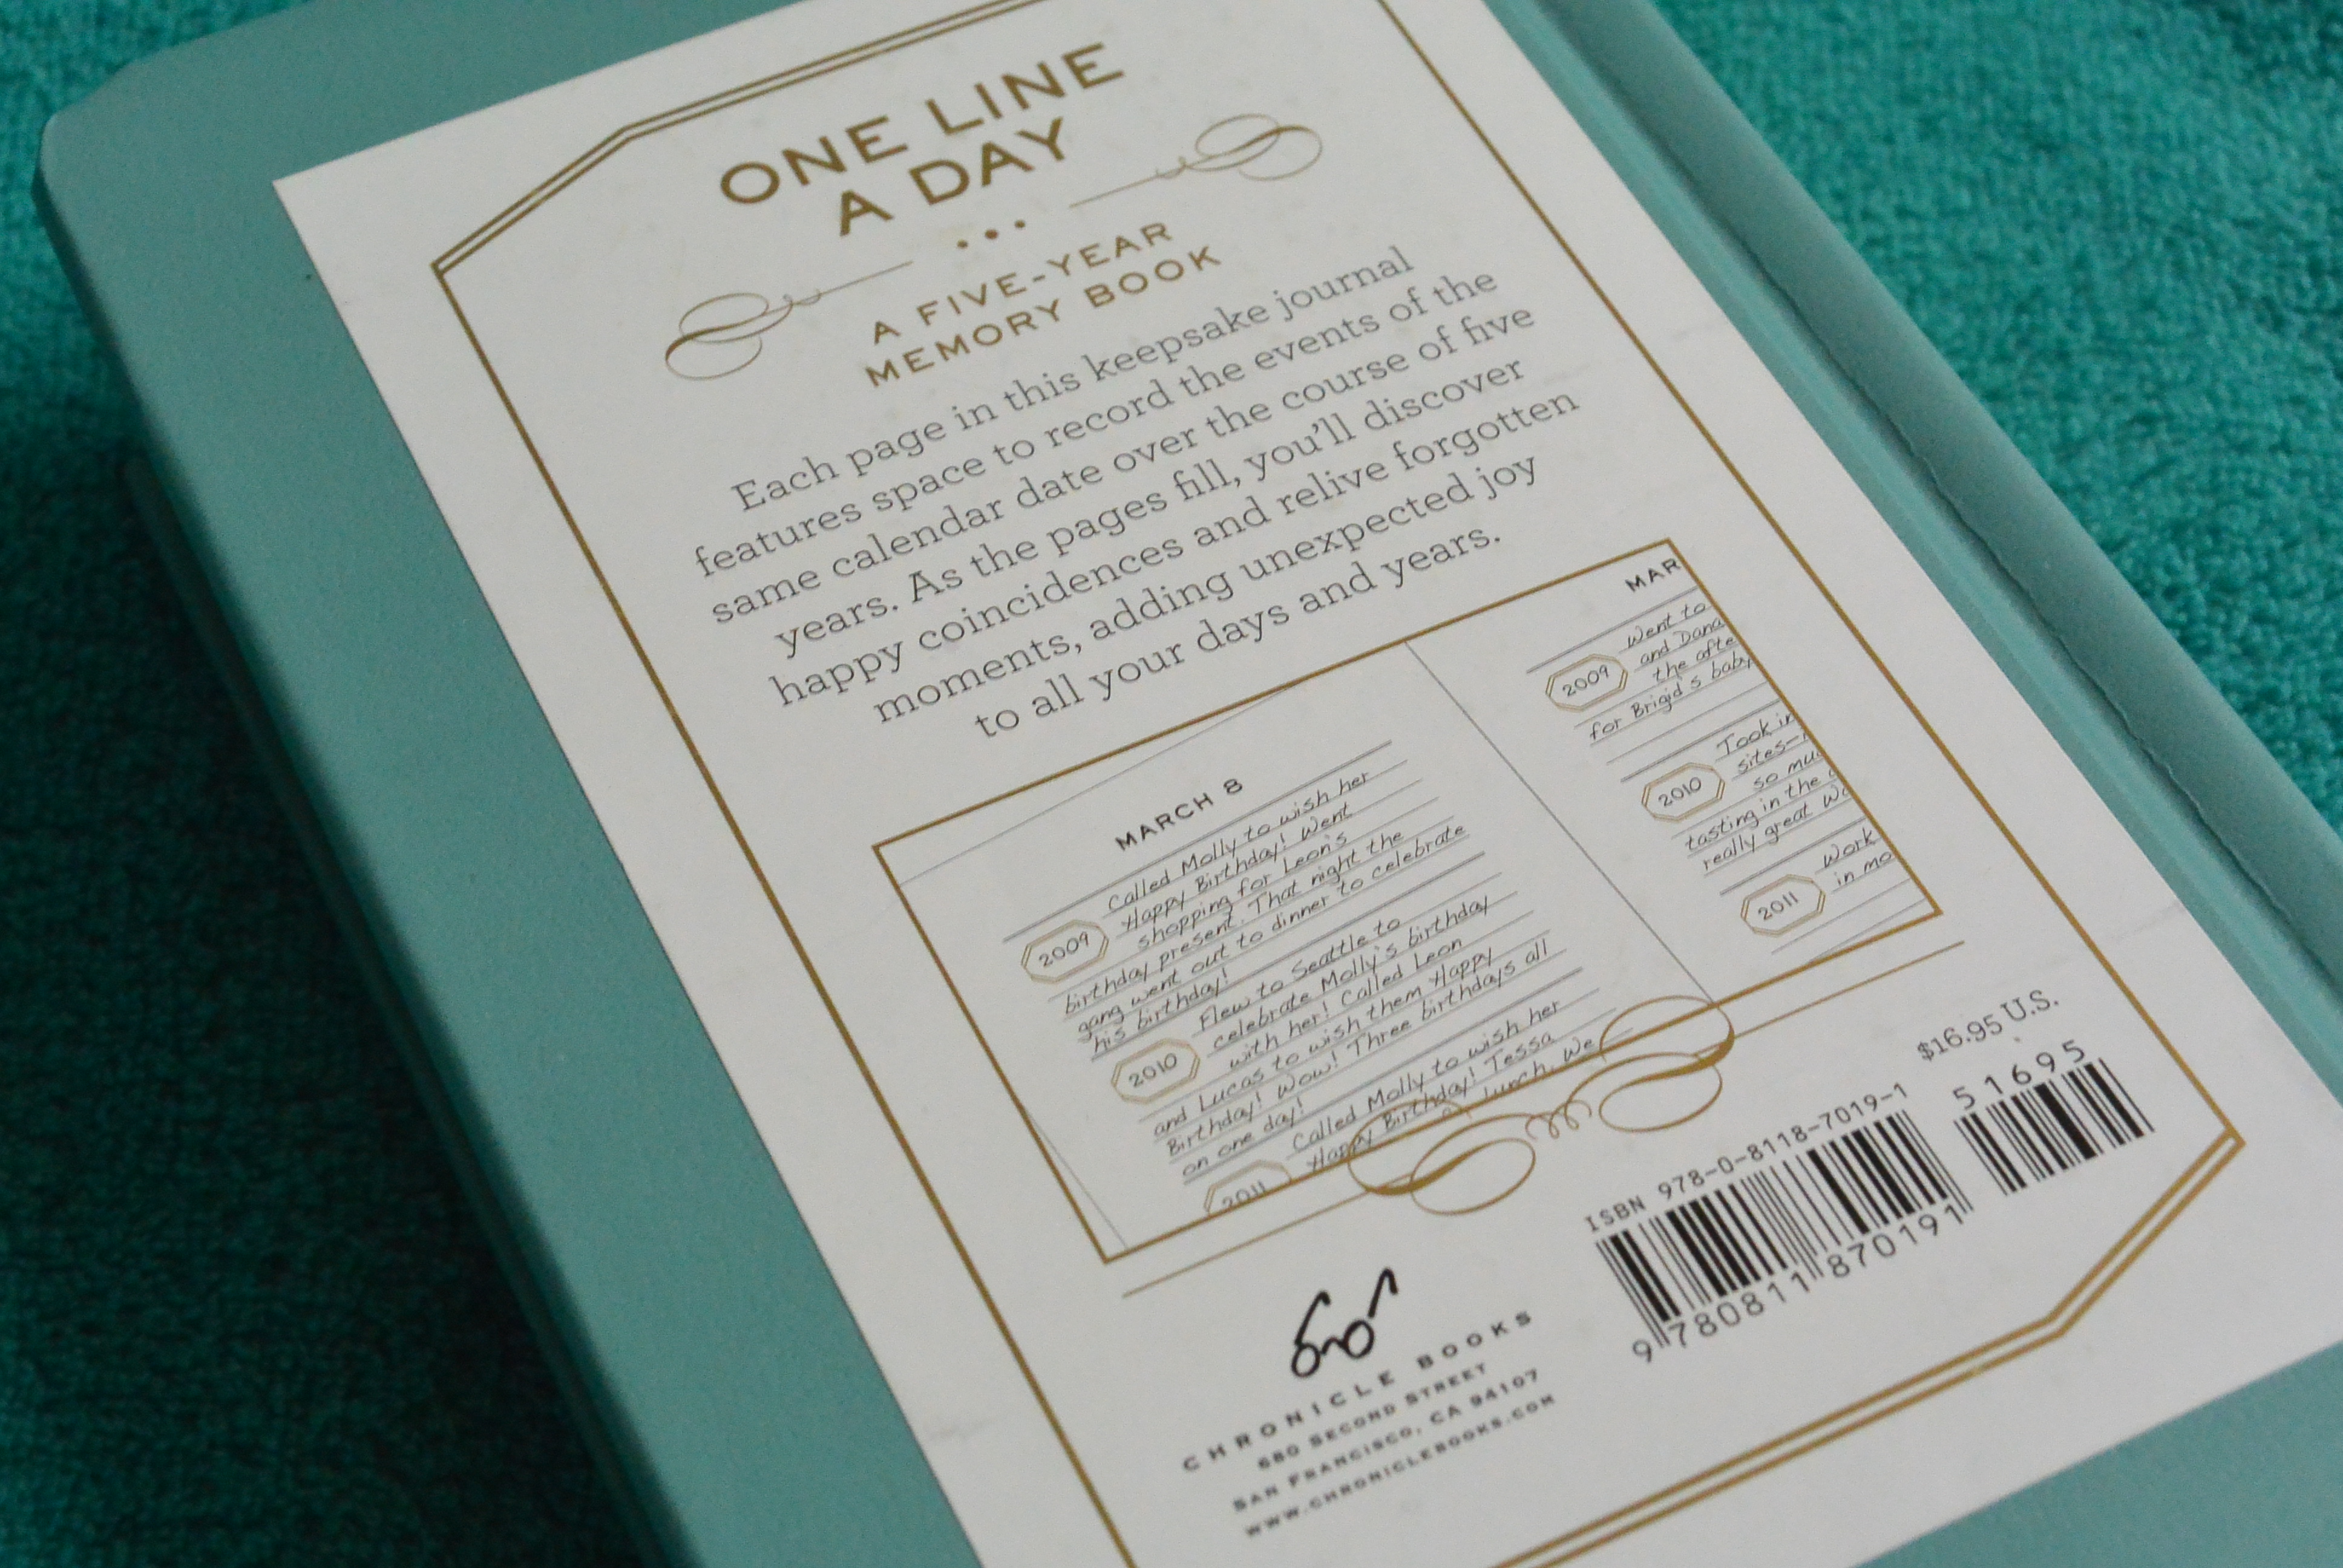 ONE LINE
A DAY
A FIVE-YEAR
MEMORY BOOK
Each page in this keepsake journal
features space to record the events of the
same calendar date over the course of five
years. As the pages fill, you'll discover
happy coincidences and relive forgotten
moments, adding unexpected joy
to all your days and years.
MARCH 8
2009
Called Molly to wish her
Happy Birthday! Went
shopping for Leon's
birthday present. That night the
gang went out to dinner to celebrate
his birthday!
2010
Flew to Seattle to
celebrate Molly's birthday
with her! Called Leon
and Lucas to wish them Happy
Birthday! Wow! Three birthdays all
on one day!
2011
Called Molly to wish her
Happy Birthday! Tessa
lunch. We
MAR
2009
Went to
and Dana
the afte
for Brigid's baby
2010
Took in
sites—
so mu
tasting in the
really great
2011
Work
in mo
$16.95 U.S.
ISBN 978-0-8118-7019-1
51695
9 780811 870191
CHRONICLE BOOKS
680 SECOND STREET
SAN FRANCISCO, CA 94107
WWW.CHRONICLEBOOKS.COM